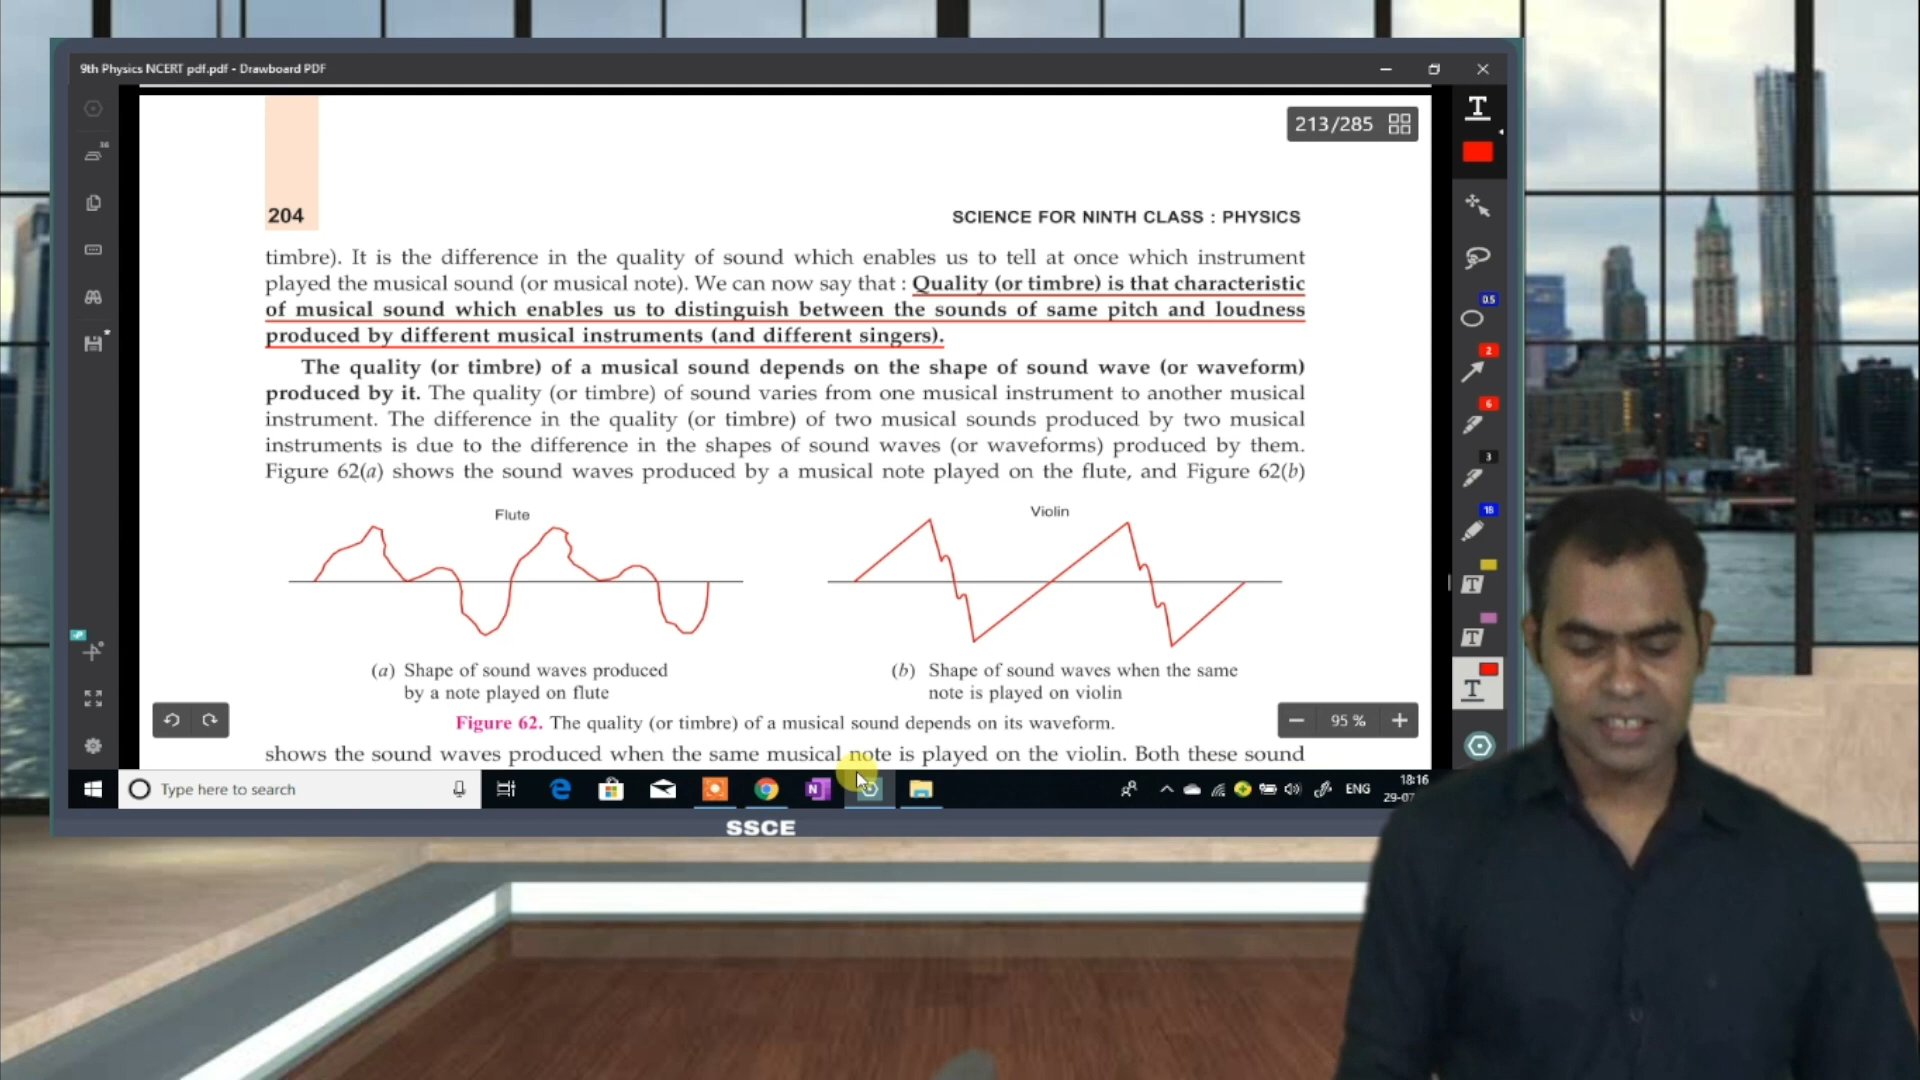 9th Physics NCERT pdf.pdf - Drawboard PDF
213/285
204
SCIENCE FOR NINTH CLASS : PHYSICS
timbre). It is the difference in the quality of sound which enables us to tell at once which instrument
played the musical sound (or musical note). We can now say that : Quality (or timbre) is that characteristic
of musical sound which enables us to distinguish between the sounds of same pitch and loudness
produced by different musical instruments (and different singers).
The quality (or timbre) of a musical sound depends on the shape of sound wave (or waveform)
produced by it. The quality (or timbre) of sound varies from one musical instrument to another musical
instrument. The difference in the quality (or timbre) of two musical sounds produced by two musical
instruments is due to the difference in the shapes of sound waves (or waveforms) produced by them.
Figure 62(a) shows the sound waves produced by a musical note played on the flute, and Figure 62(b)
Flute
Violin
(a) Shape of sound waves produced
by a note played on flute
(b) Shape of sound waves when the same
note is played on violin
Figure 62. The quality (or timbre) of a musical sound depends on its waveform.
shows the sound waves produced when the same musical note is played on the violin. Both these sound
T
0.5
2
6
3
18
T
T
T
95 %
Type here to search
N
ENG
18:16
29-07
SSCE